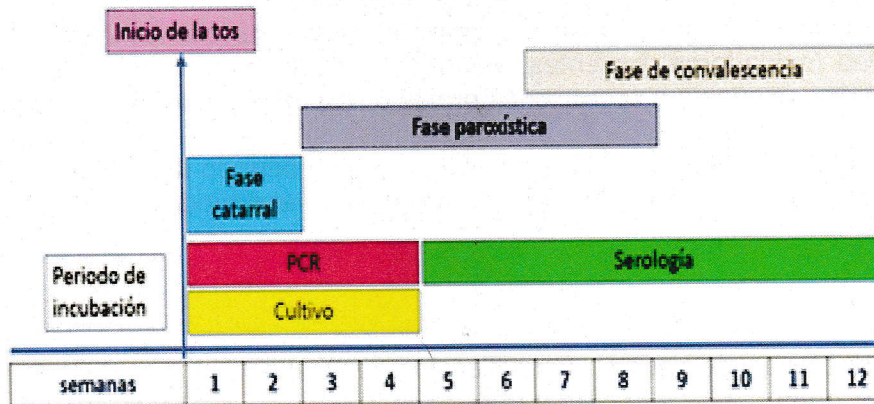 Inicio de la tos
Fase de convalescencia
Fase paroxística
Fase
catarral
PCR
Serología
Periodo de
incubación
Cultivo
semanas 1 2 3 4 5 6 7 8 9 10 11 12